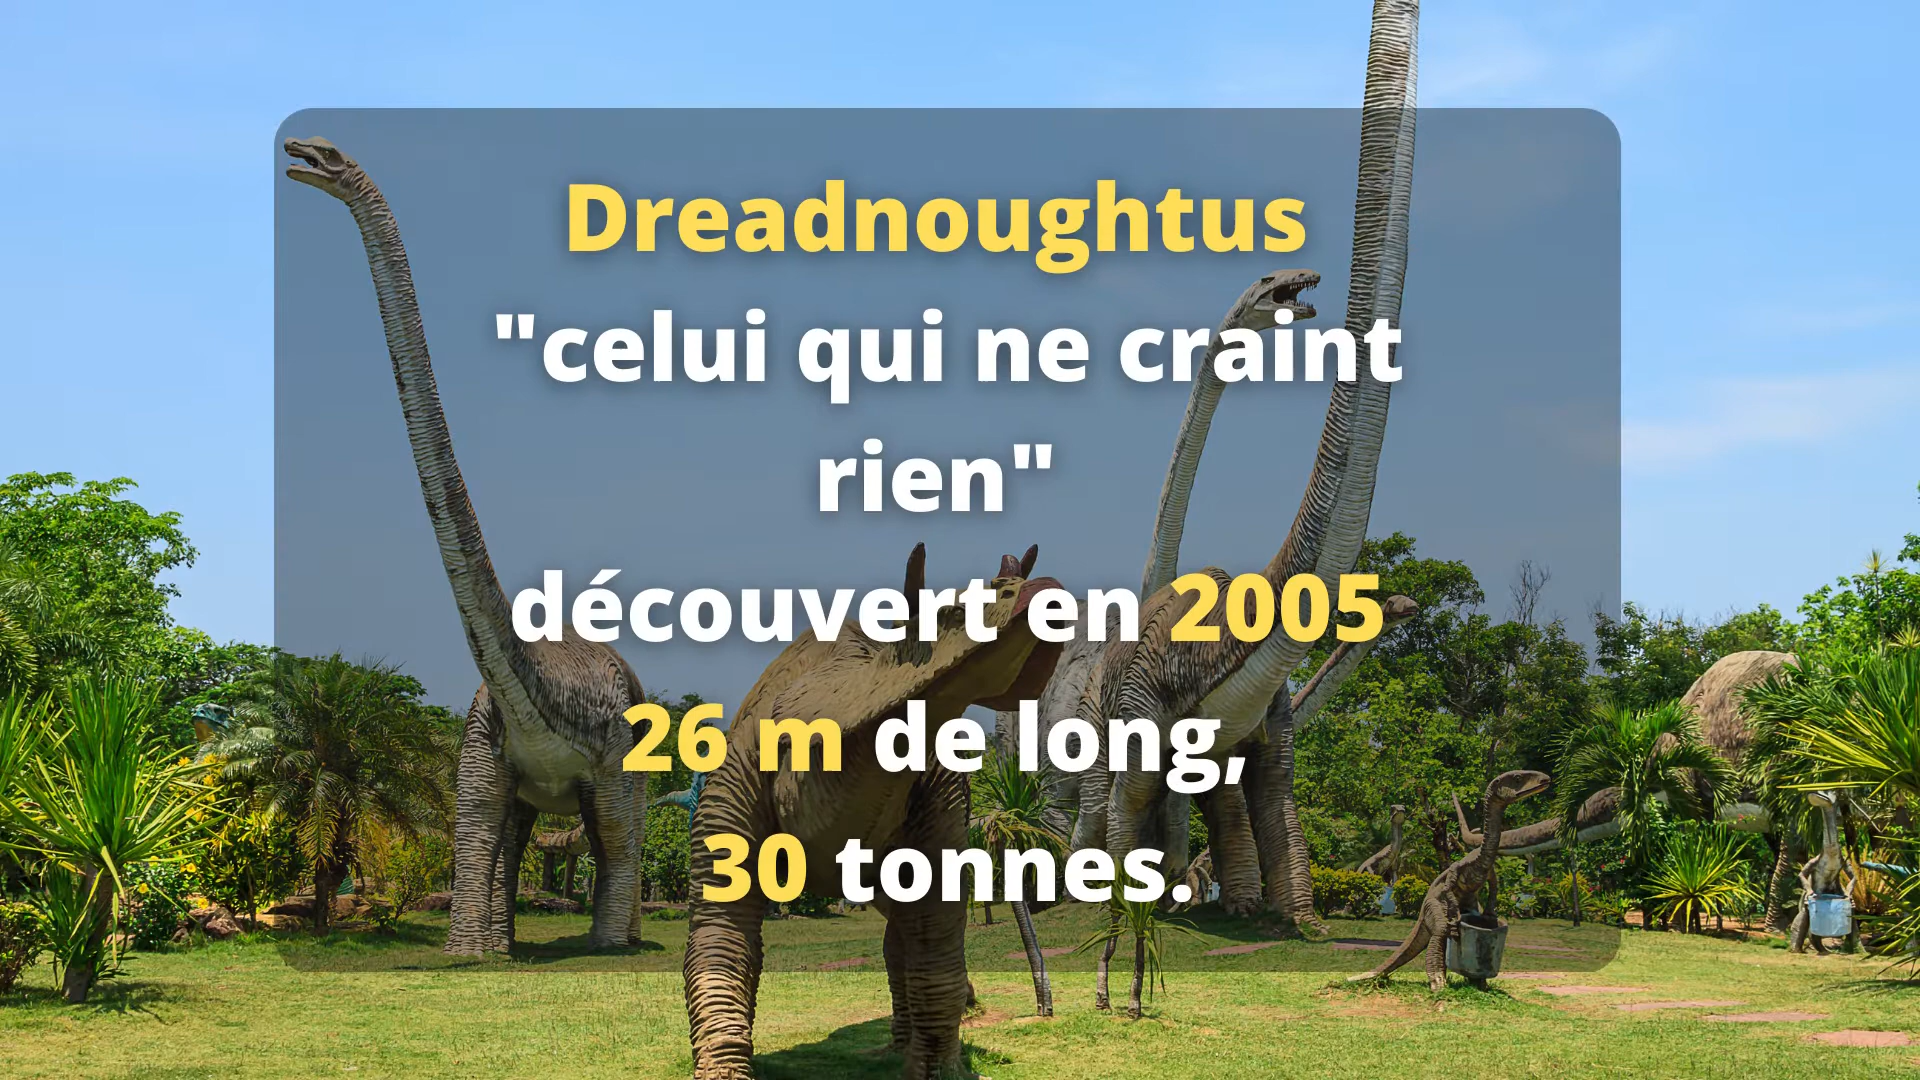 Dreadnoughtus
"celui qui ne craint
rien"
découvert en 2005
26 m de long,
30 tonnes.